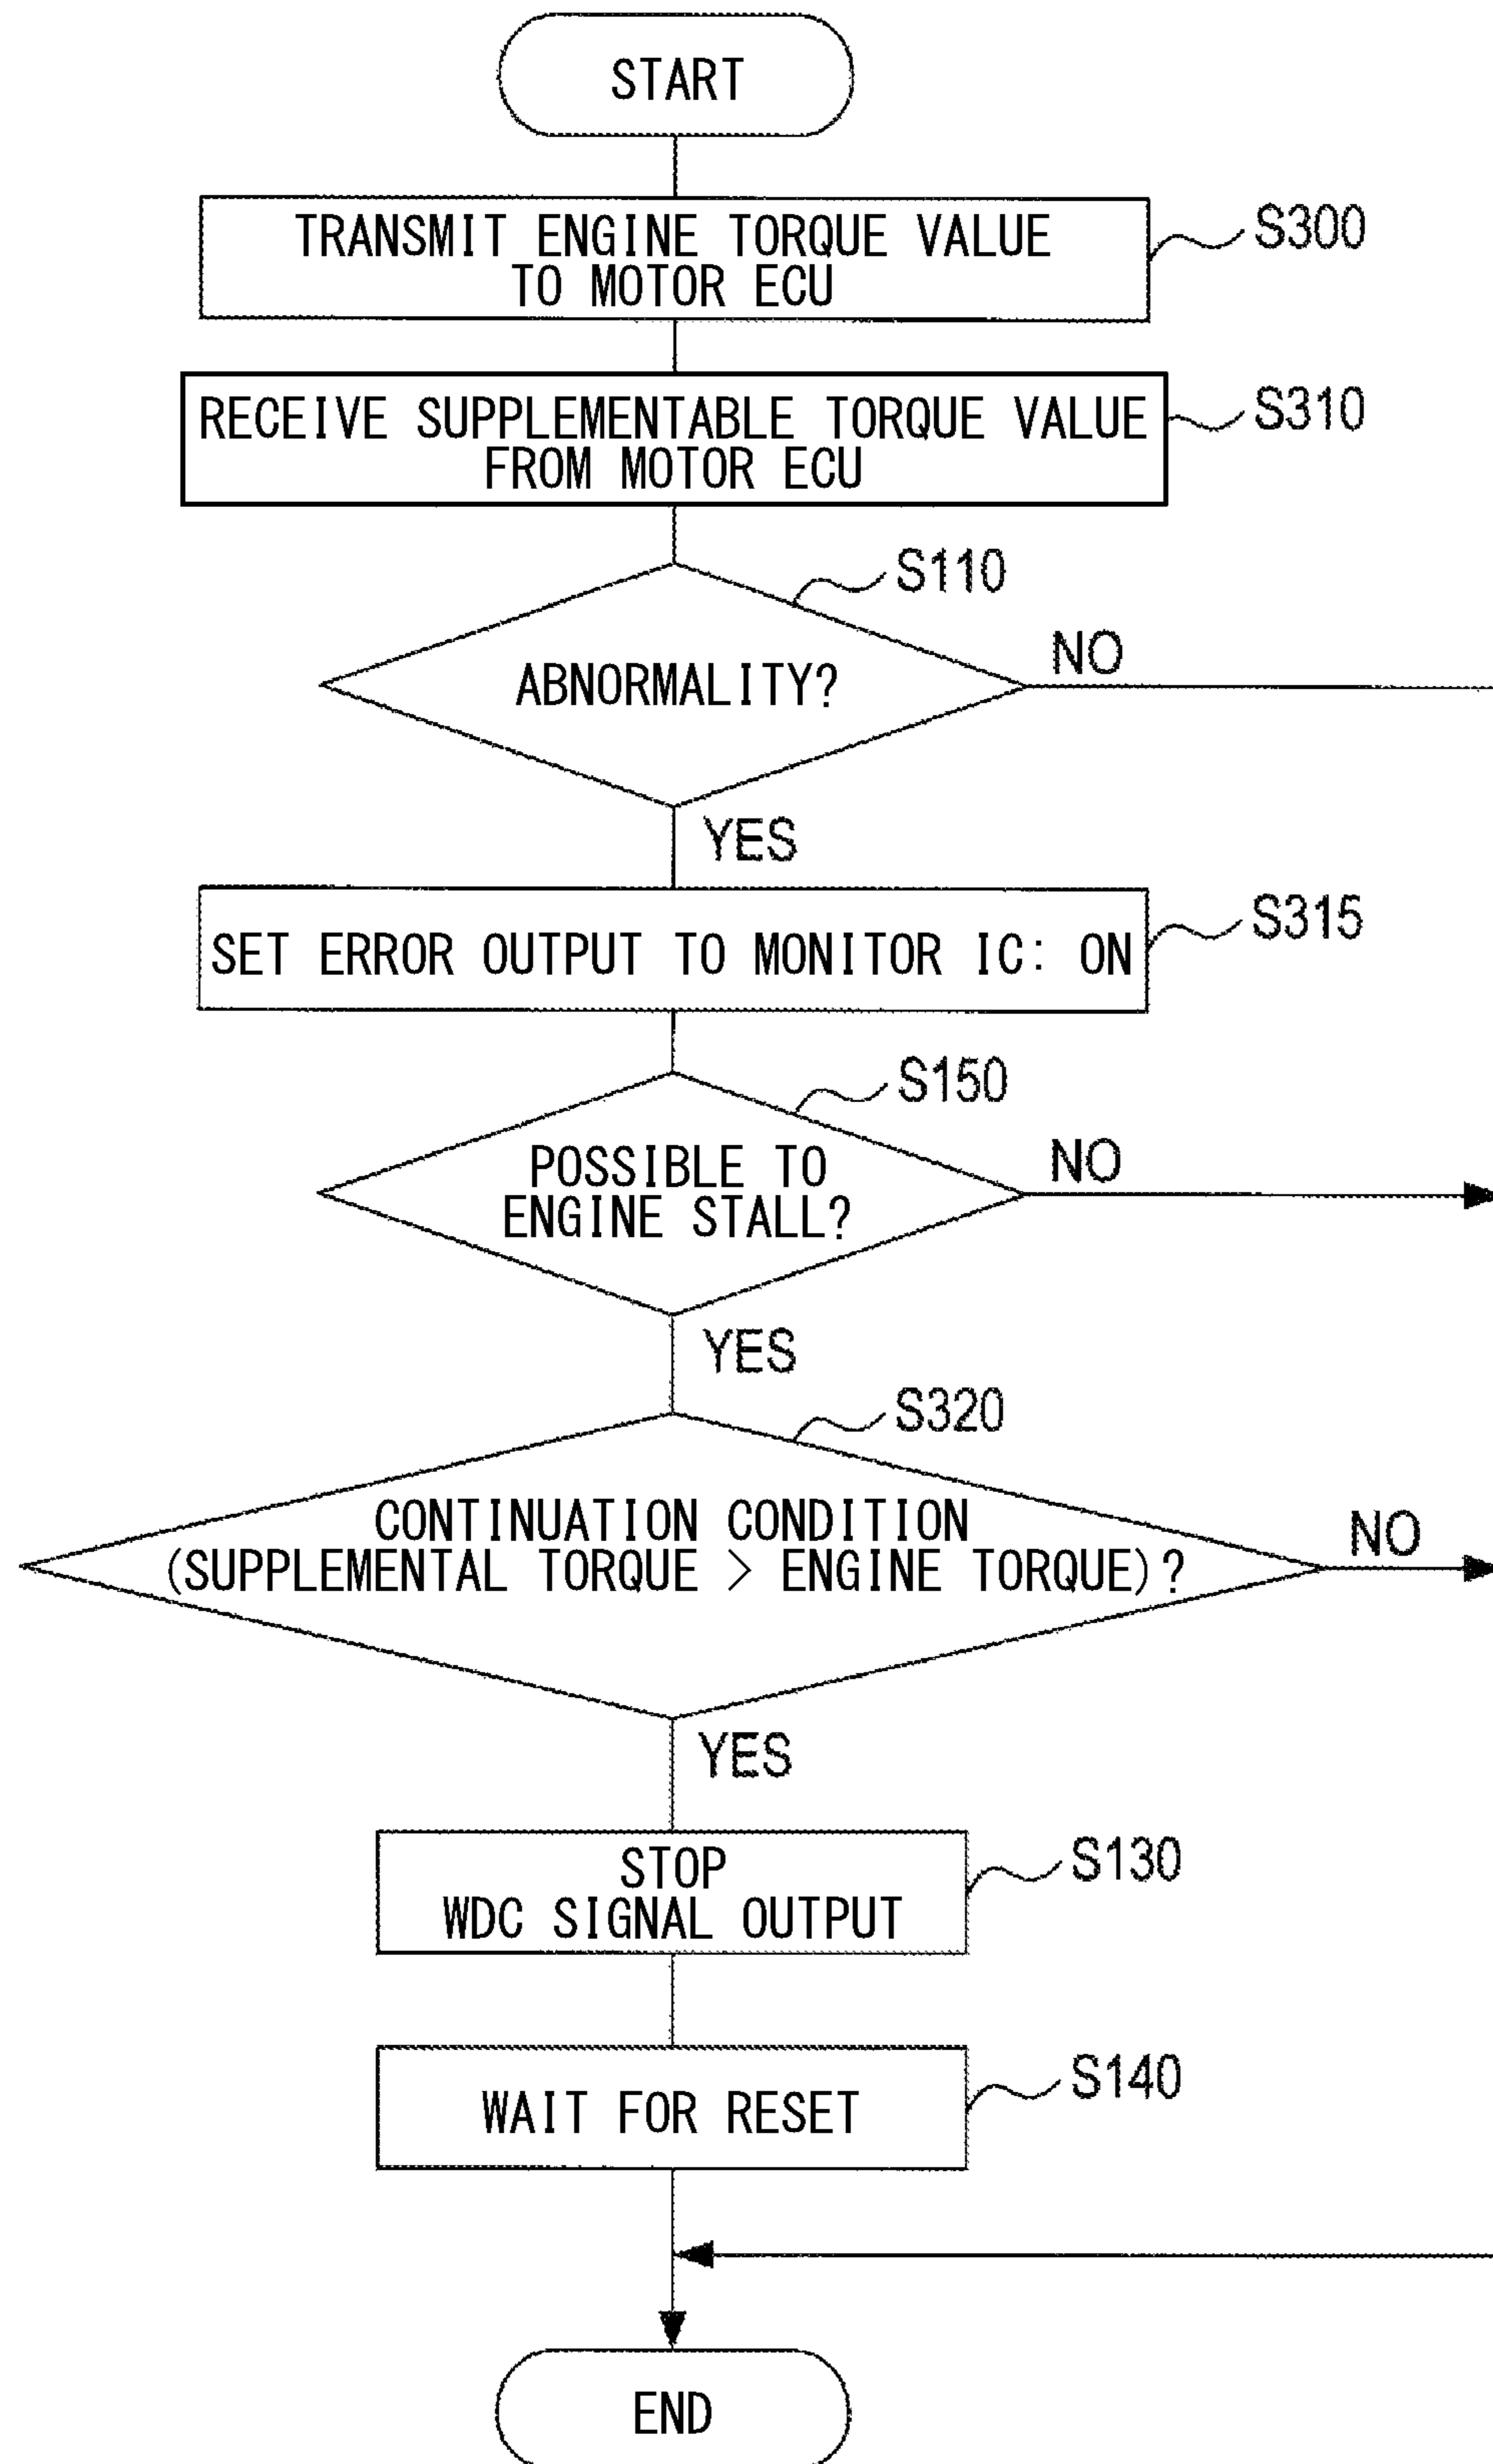 START
TRANSMIT ENGINE TORQUE VALUE
TO MOTOR ECU
S300
RECEIVE SUPPLEMENTABLE TORQUE VALUE
FROM MOTOR ECU
S310
S110
ABNORMALITY?
NO
YES
SET ERROR OUTPUT TO MONITOR IC: ON
S315
S150
POSSIBLE TO
ENGINE STALL?
NO
YES
S320
CONTINUATION CONDITION
(SUPPLEMENTAL TORQUE > ENGINE TORQUE)?
NO
YES
STOP
WDC SIGNAL OUTPUT
S130
WAIT FOR RESET
S140
END